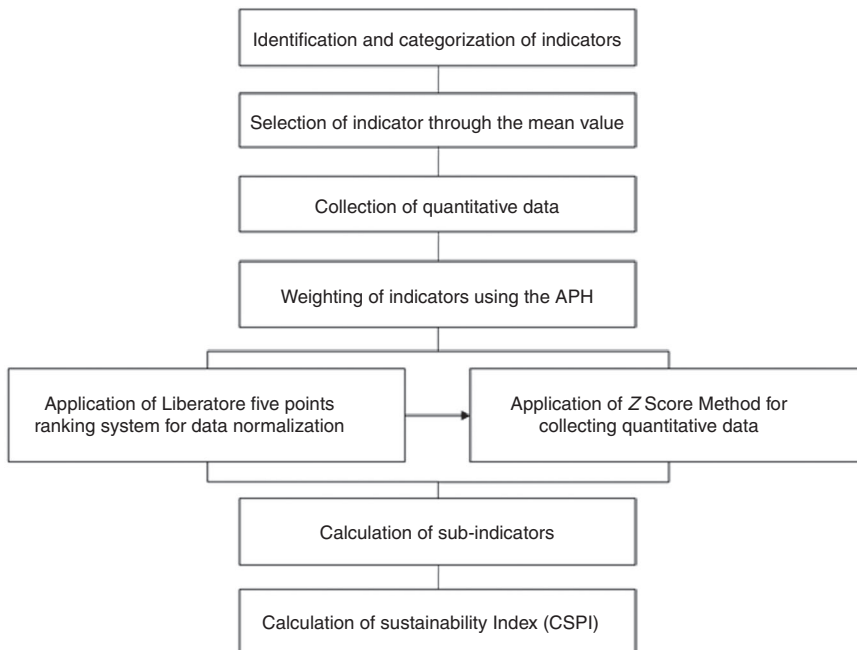 Identification and categorization of indicators
Selection of indicator through the mean value
Collection of quantitative data
Weighting of indicators using the APH
Application of Liberatore five points
ranking system for data normalization
Application of Z Score Method for
collecting quantitative data
Calculation of sub-indicators
Calculation of sustainability Index (CSPI)